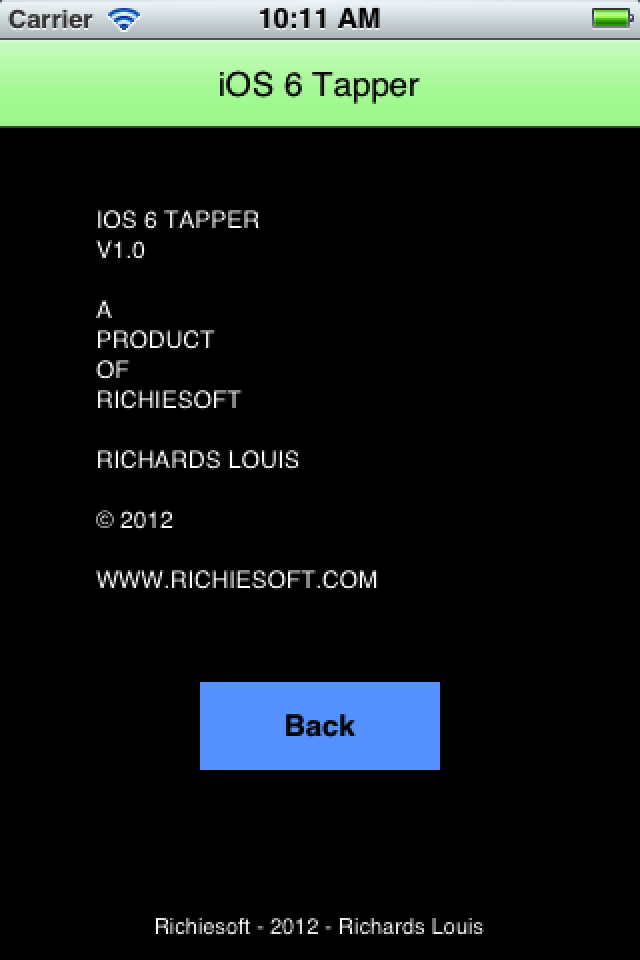 Carrier 10:11 AM
iOS 6 Tapper
IOS 6 TAPPER
V1.0
A
PRODUCT
OF
RICHIESOFT
RICHARDS LOUIS
© 2012
WWW.RICHIESOFT.COM
Back
Richiesoft - 2012 - Richards Louis